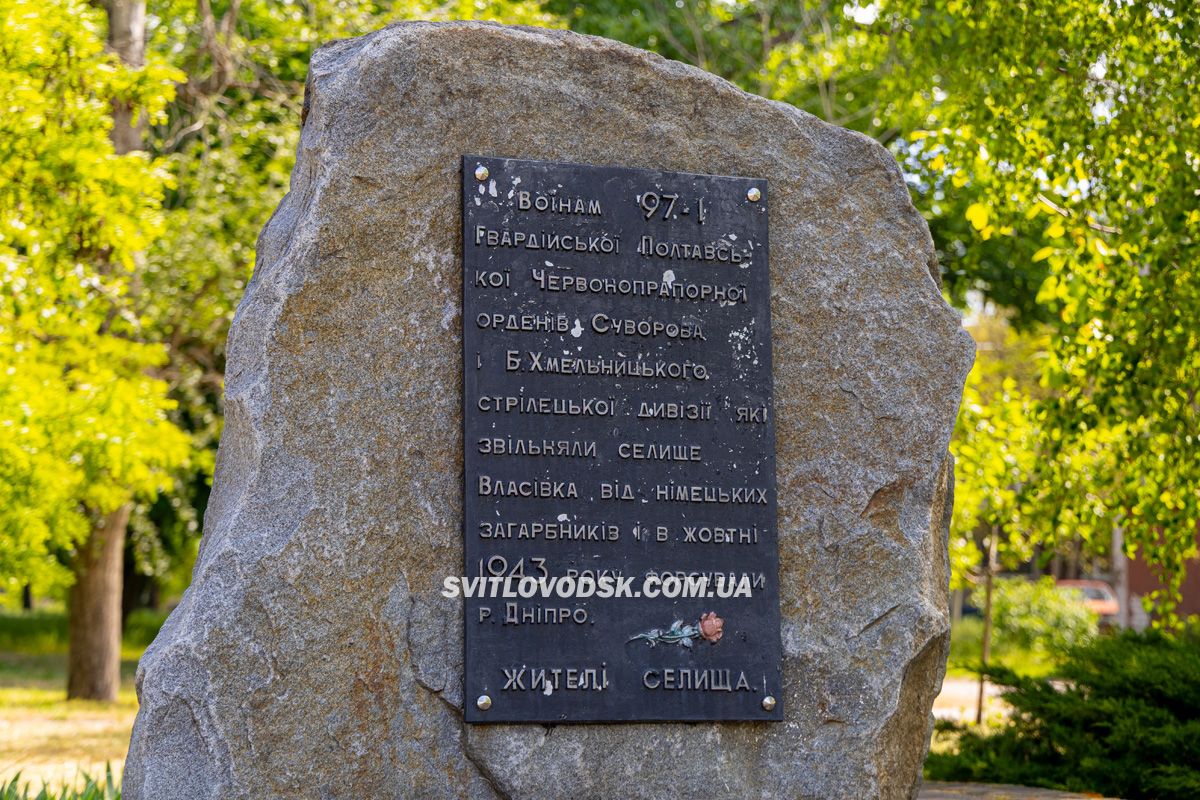 Воїнам 97-ї
Гвардійської Полтавсь-
кої Червонопрапорної
орденів Суворова
і Б. Хмельницького
стрілецької дивізії які
звільняли селище
Власівка від німецьких
загарбників і в жовтні
1943 року форсували
SVITLOVODSK.COM.UA
р. Дніпро.
жителі селища.